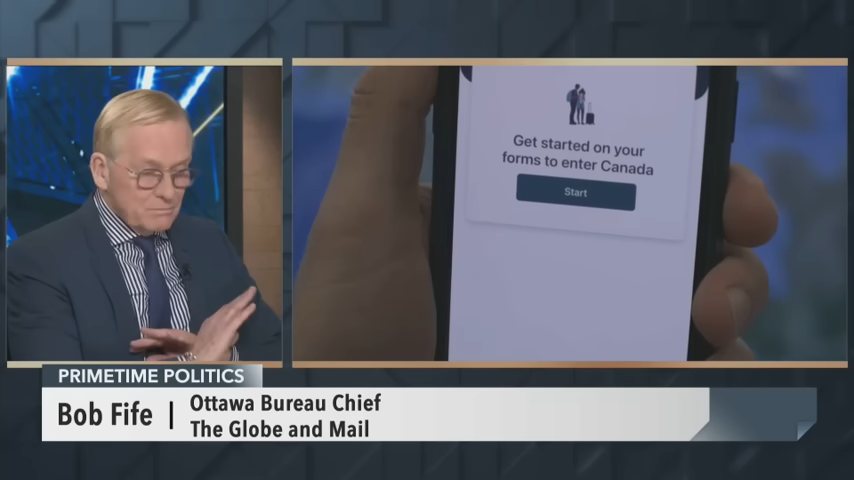 Get started on your
forms to enter Canada
Start
PRIMETIME POLITICS
Bob Fife
Ottawa Bureau Chief
The Globe and Mail